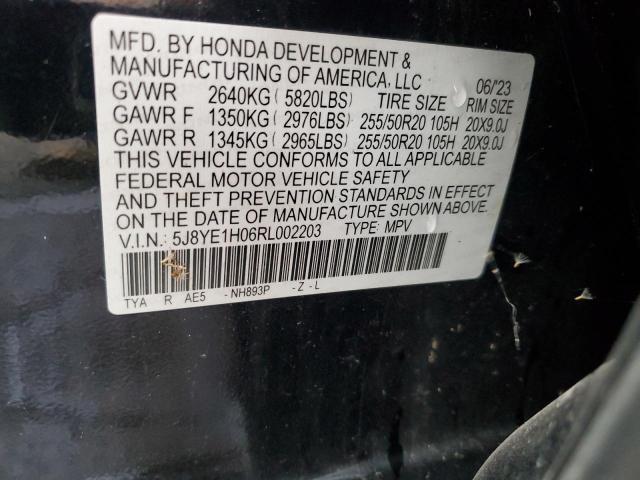 MFD. BY HONDA DEVELOPMENT &
MANUFACTURING OF AMERICA, LLC 06/'23
GVWR 2640KG ( 5820LBS) TIRE SIZE RIM SIZE
GAWR F 1350KG ( 2976LBS) 255/50R20 105H 20X9.0J
GAWR R 1345KG ( 2965LBS) 255/50R20 105H 20X9.0J
THIS VEHICLE CONFORMS TO ALL APPLICABLE
FEDERAL MOTOR VEHICLE SAFETY
AND THEFT PREVENTION STANDARDS IN EFFECT
ON THE DATE OF MANUFACTURE SHOWN ABOVE.
V.I.N.: 5J8YE1H06RL002203 TYPE: MPV
TYA R AE5 - NH893P - Z - L